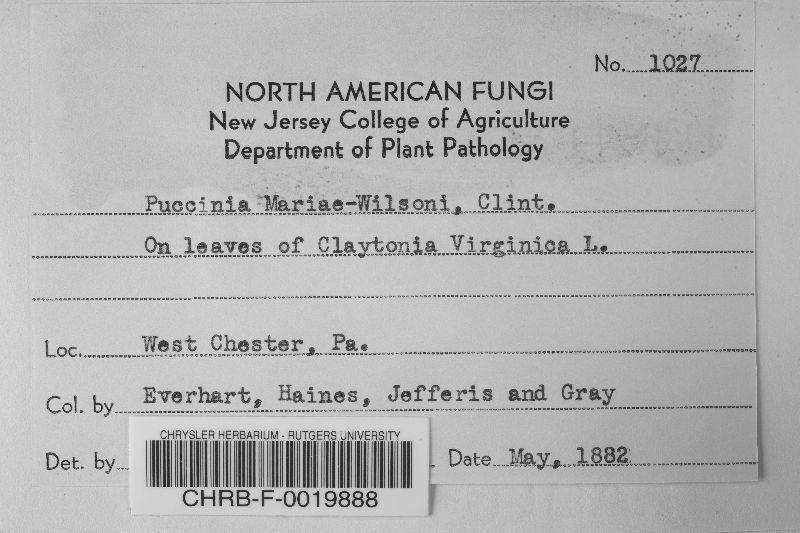 No. 1027
NORTH AMERICAN FUNGI
New Jersey College of Agriculture
Department of Plant Pathology
Puccinia Mariae-Wilsoni, Clint.
On leaves of Claytonia Virginica L.
Loc. West Chester, Pa.
Col. by Everhart, Haines, Jefferis and Gray
Det. by Date May, 1882
CHRYSLER HERBARIUM - RUTGERS UNIVERSITY
CHRB-F-0019888